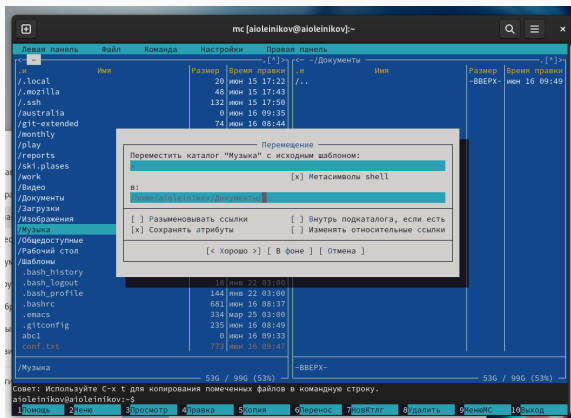 mc [aioleinikov@aioleinikov]:~
Левая панель Файл Команда Настройки Правая панель
<- ~ .[^]>
.и Имя Размер Время правки
/.local 20 июн 15 17:22
/.mozilla 48 июн 15 17:43
/.ssh 132 июн 15 17:50
/australia 0 июн 16 09:35
/git-extended 74 июн 16 08:44
/monthly
/play
/reports
/ski.plases
/work
/Видео
/Документы
/Загрузки
/Изображения
/Музыка
/Общедоступные
/Рабочий стол
/Шаблоны
.bash_history
.bash_logout 18 янв 22 03:00
.bash_profile 144 янв 22 03:00
.bashrc 681 июн 16 08:37
.emacs 334 мар 25 03:00
.gitconfig 235 июн 16 08:49
abc1 0 июн 16 09:33
conf.txt 773 июн 16 09:47
/Музыка
53G / 99G (53%)
<- ~/Документы .[^]>
.и Имя Размер Время правки
/.. -ВВЕРХ- июн 16 09:49
-ВВЕРХ-
53G / 99G (53%)
Перемещение
Переместить каталог "Музыка" с исходным шаблоном:
*
[x] Метасимволы shell
в:
/home/aioleinikov/Документы/
[ ] Разыменовывать ссылки [ ] Внутрь подкаталога, если есть
[x] Сохранять атрибуты [ ] Изменять относительные ссылки
[< Хорошо >] [ В фоне ] [ Отмена ]
Совет: Используйте C-x t для копирования помеченных файлов в командную строку.
aioleinikov@aioleinikov:~$
1Помощь 2Меню 3Просмотр 4Правка 5Копия 6Перенос 7НовКтлг 8Удалить 9МенюMC 10Выход